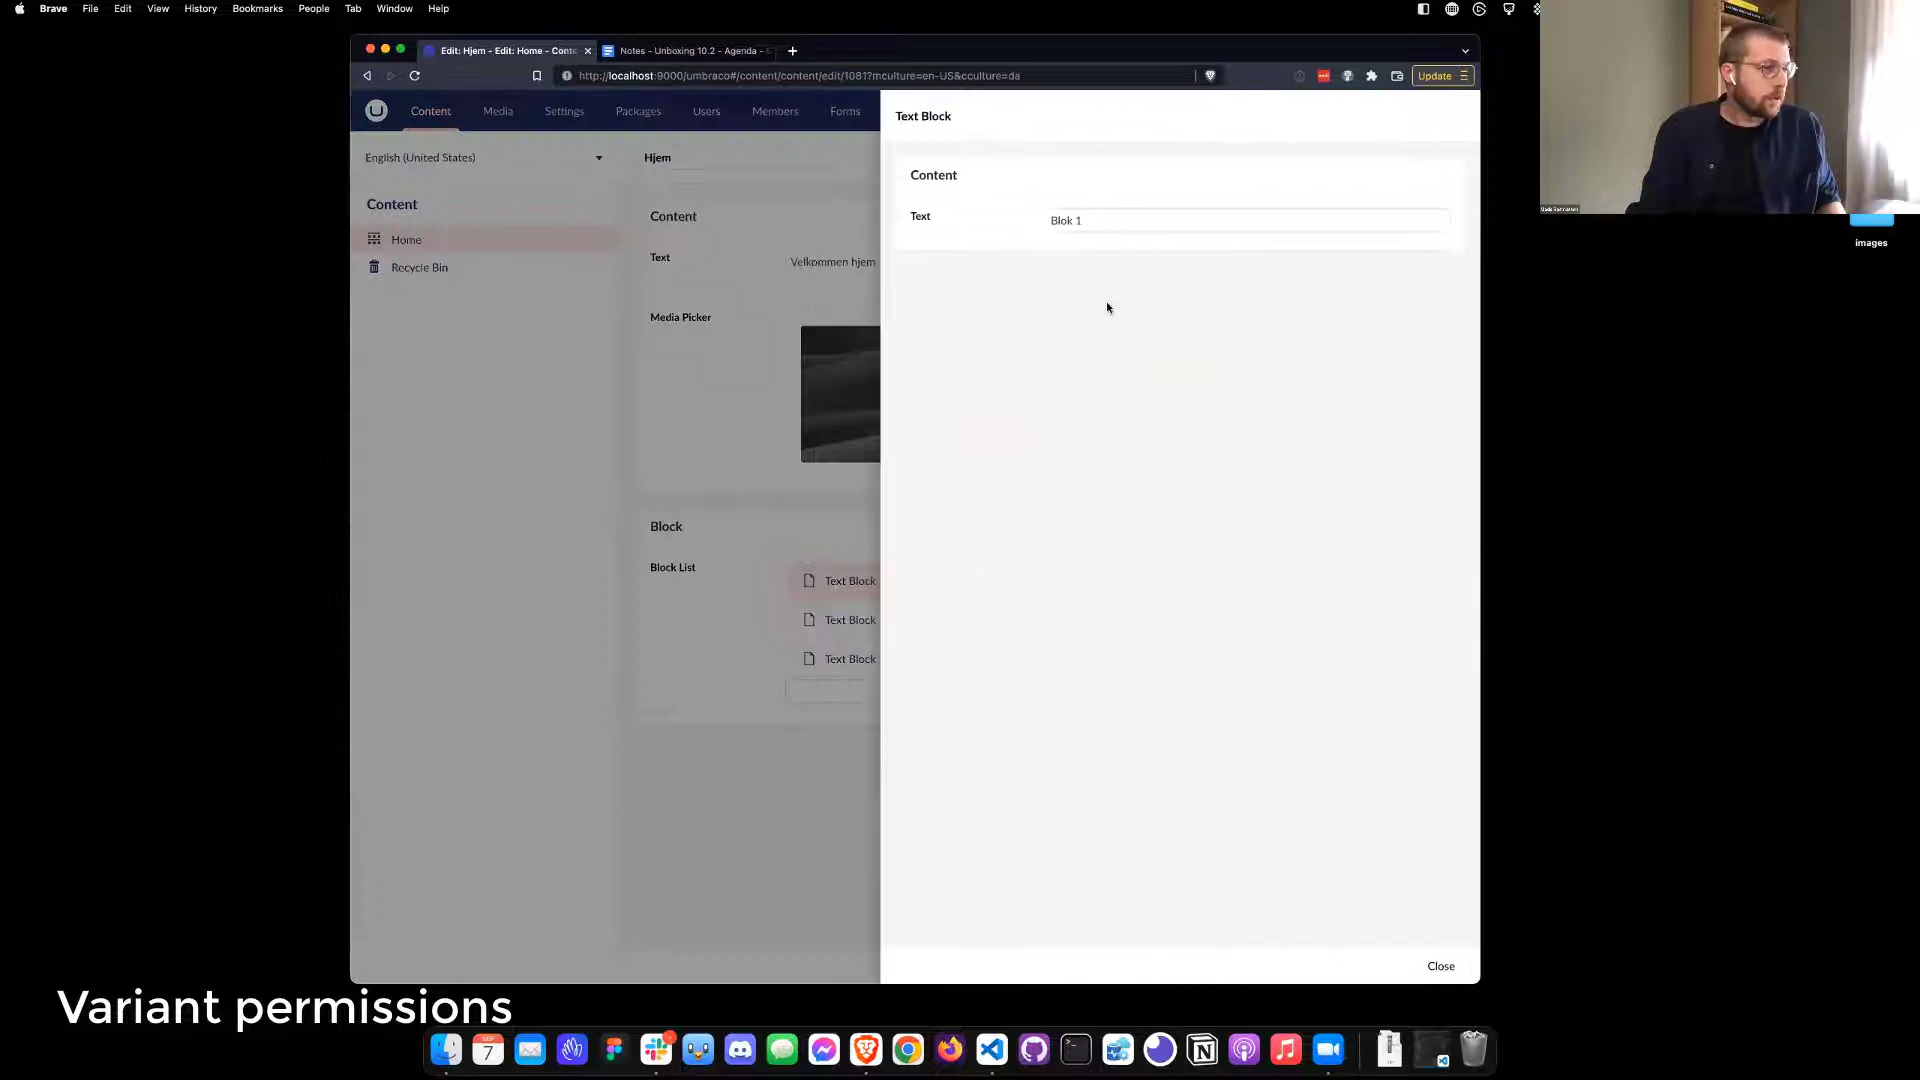 Brave File Edit View History Bookmarks People Tab Window Help
Edit: Hjem - Edit: Home - Conte
Notes - Unboxing 10.2 - Agenda -
http://localhost:9000/umbraco#/content/content/edit/1081?mculture=en-US&cculture=da
Update
Content Media Settings Packages Users Members Forms
Text Block
English (United States)
Hjem
Content
Home
Recycle Bin
Content
Text
Velkommen hjem
Media Picker
Block
Block List
Text Block
Text Block
Text Block
Content
Text
Blok 1
Close
images
Variant permissions
SEP
7